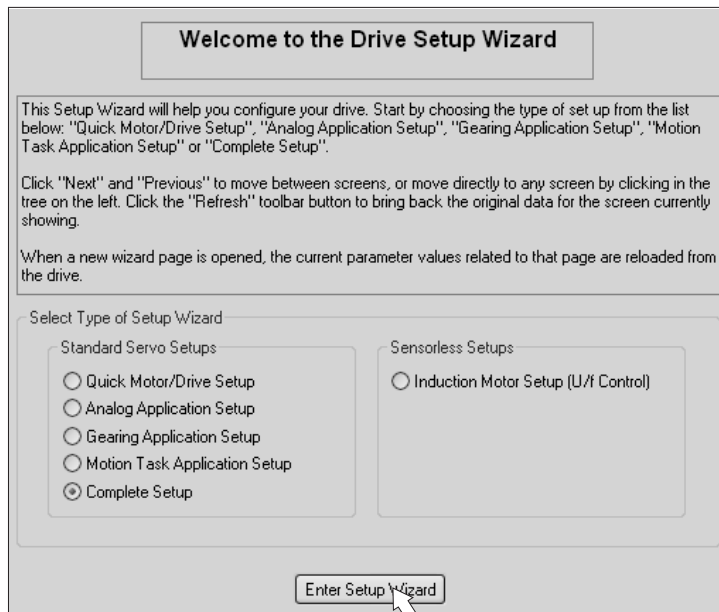 Welcome to the Drive Setup Wizard
This Setup Wizard will help you configure your drive. Start by choosing the type of set up from the list
below: "Quick Motor/Drive Setup", "Analog Application Setup", "Gearing Application Setup", "Motion
Task Application Setup" or "Complete Setup".
Click "Next" and "Previous" to move between screens, or move directly to any screen by clicking in the
tree on the left. Click the "Refresh" toolbar button to bring back the original data for the screen currently
showing.
When a new wizard page is opened, the current parameter values related to that page are reloaded from
the drive.
Select Type of Setup Wizard
Standard Servo Setups
Quick Motor/Drive Setup
Analog Application Setup
Gearing Application Setup
Motion Task Application Setup
Complete Setup
Sensorless Setups
Induction Motor Setup (U/f Control)
Enter Setup Wizard